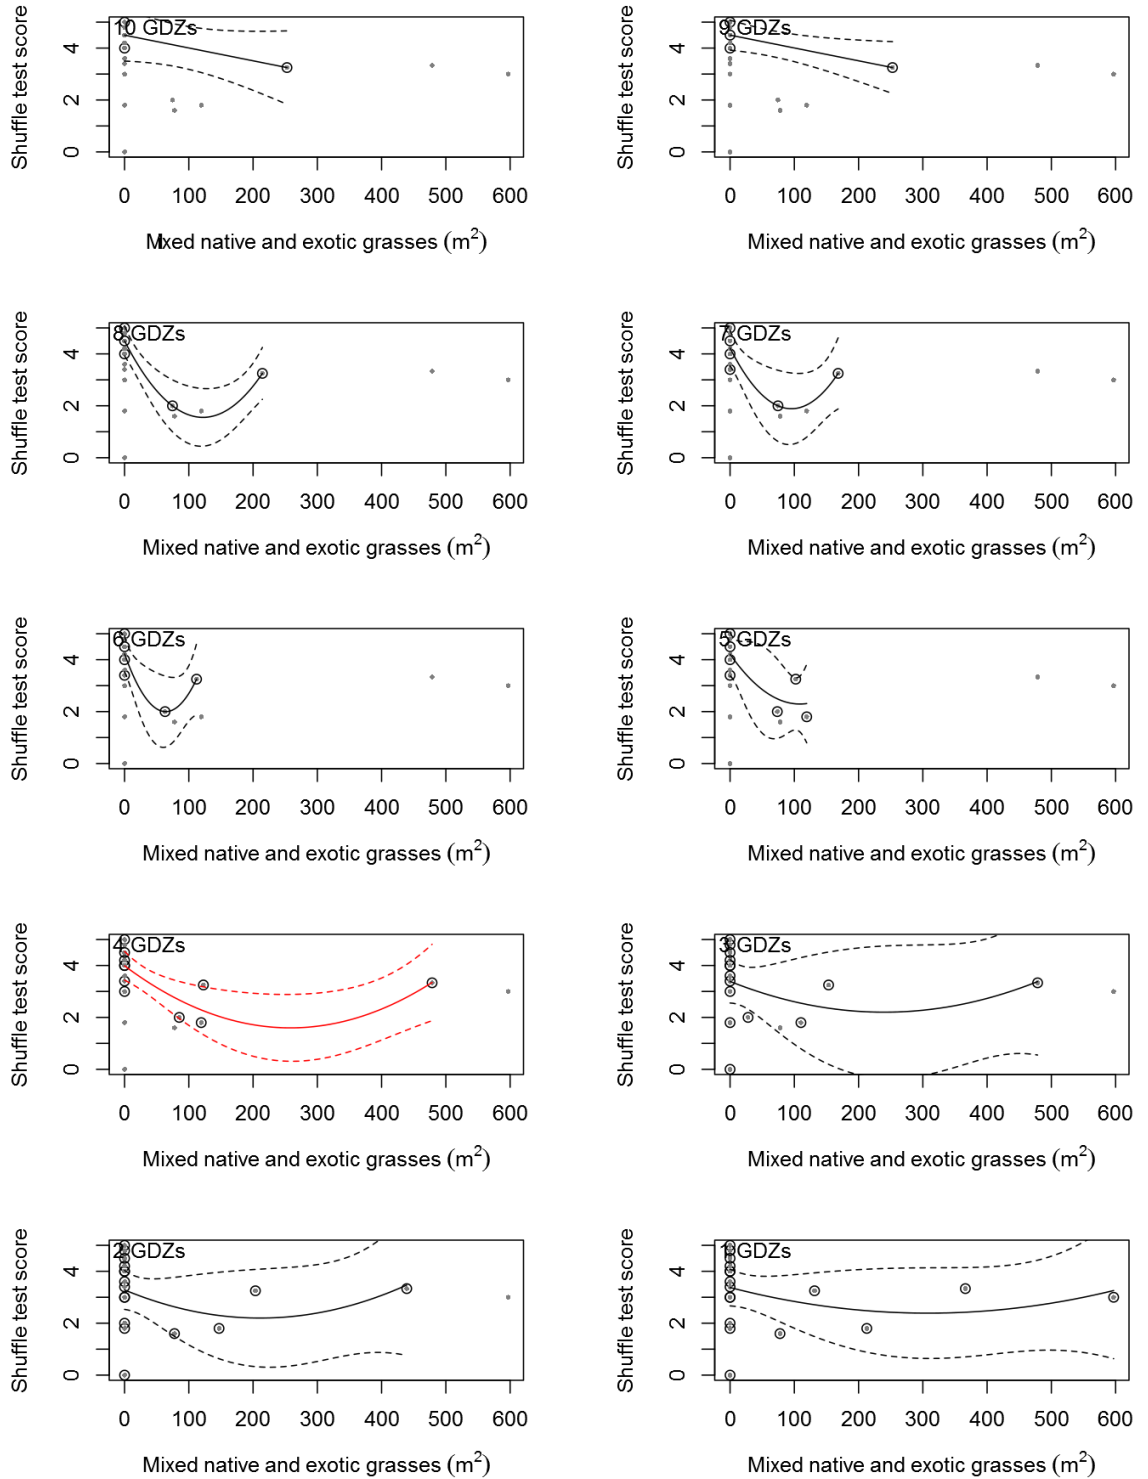 10 GDZs
Shuffle test score
0 2 4
0 100 200 300 400 500 600
Mixed native and exotic grasses (m²)
9 GDZs
Shuffle test score
0 2 4
0 100 200 300 400 500 600
Mixed native and exotic grasses (m²)
8 GDZs
Shuffle test score
0 2 4
0 100 200 300 400 500 600
Mixed native and exotic grasses (m²)
7 GDZs
Shuffle test score
0 2 4
0 100 200 300 400 500 600
Mixed native and exotic grasses (m²)
6 GDZs
Shuffle test score
0 2 4
0 100 200 300 400 500 600
Mixed native and exotic grasses (m²)
5 GDZs
Shuffle test score
0 2 4
0 100 200 300 400 500 600
Mixed native and exotic grasses (m²)
4 GDZs
Shuffle test score
0 2 4
0 100 200 300 400 500 600
Mixed native and exotic grasses (m²)
3 GDZs
Shuffle test score
0 2 4
0 100 200 300 400 500 600
Mixed native and exotic grasses (m²)
2 GDZs
Shuffle test score
0 2 4
0 100 200 300 400 500 600
Mixed native and exotic grasses (m²)
1 GDZs
Shuffle test score
0 2 4
0 100 200 300 400 500 600
Mixed native and exotic grasses (m²)